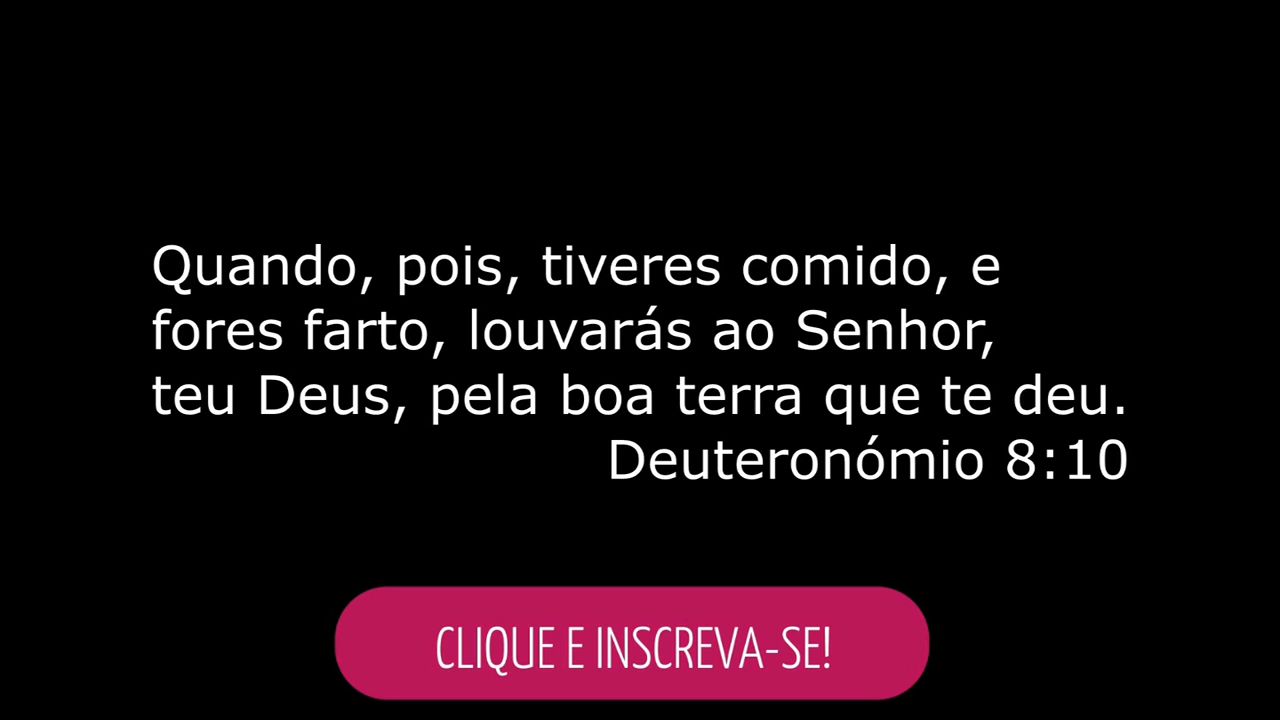 Quando, pois, tiveres comido, e
fores farto, louvarás ao Senhor,
teu Deus, pela boa terra que te deu.
Deuteronómio 8:10
CLIQUE E INSCREVA-SE!